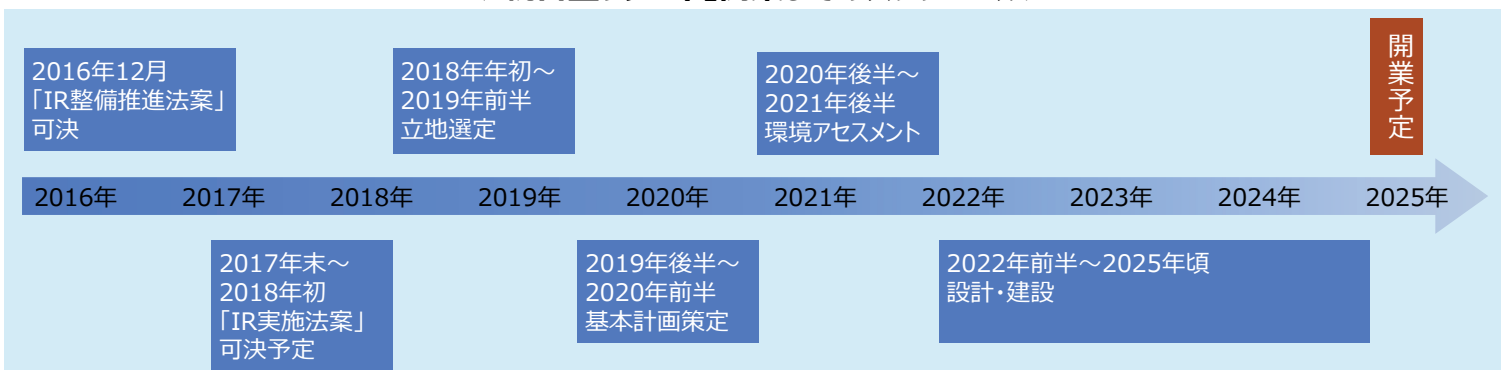 2016年12月
「IR整備推進法案」
可決
2018年年初～
2019年前半
立地選定
2020年後半～
2021年後半
環境アセスメント
開業予定
2016年
2017年
2018年
2019年
2020年
2021年
2022年
2023年
2024年
2025年
2017年末～
2018年初
「IR実施法案」
可決予定
2019年後半～
2020年前半
基本計画策定
2022年前半～2025年頃
設計・建設